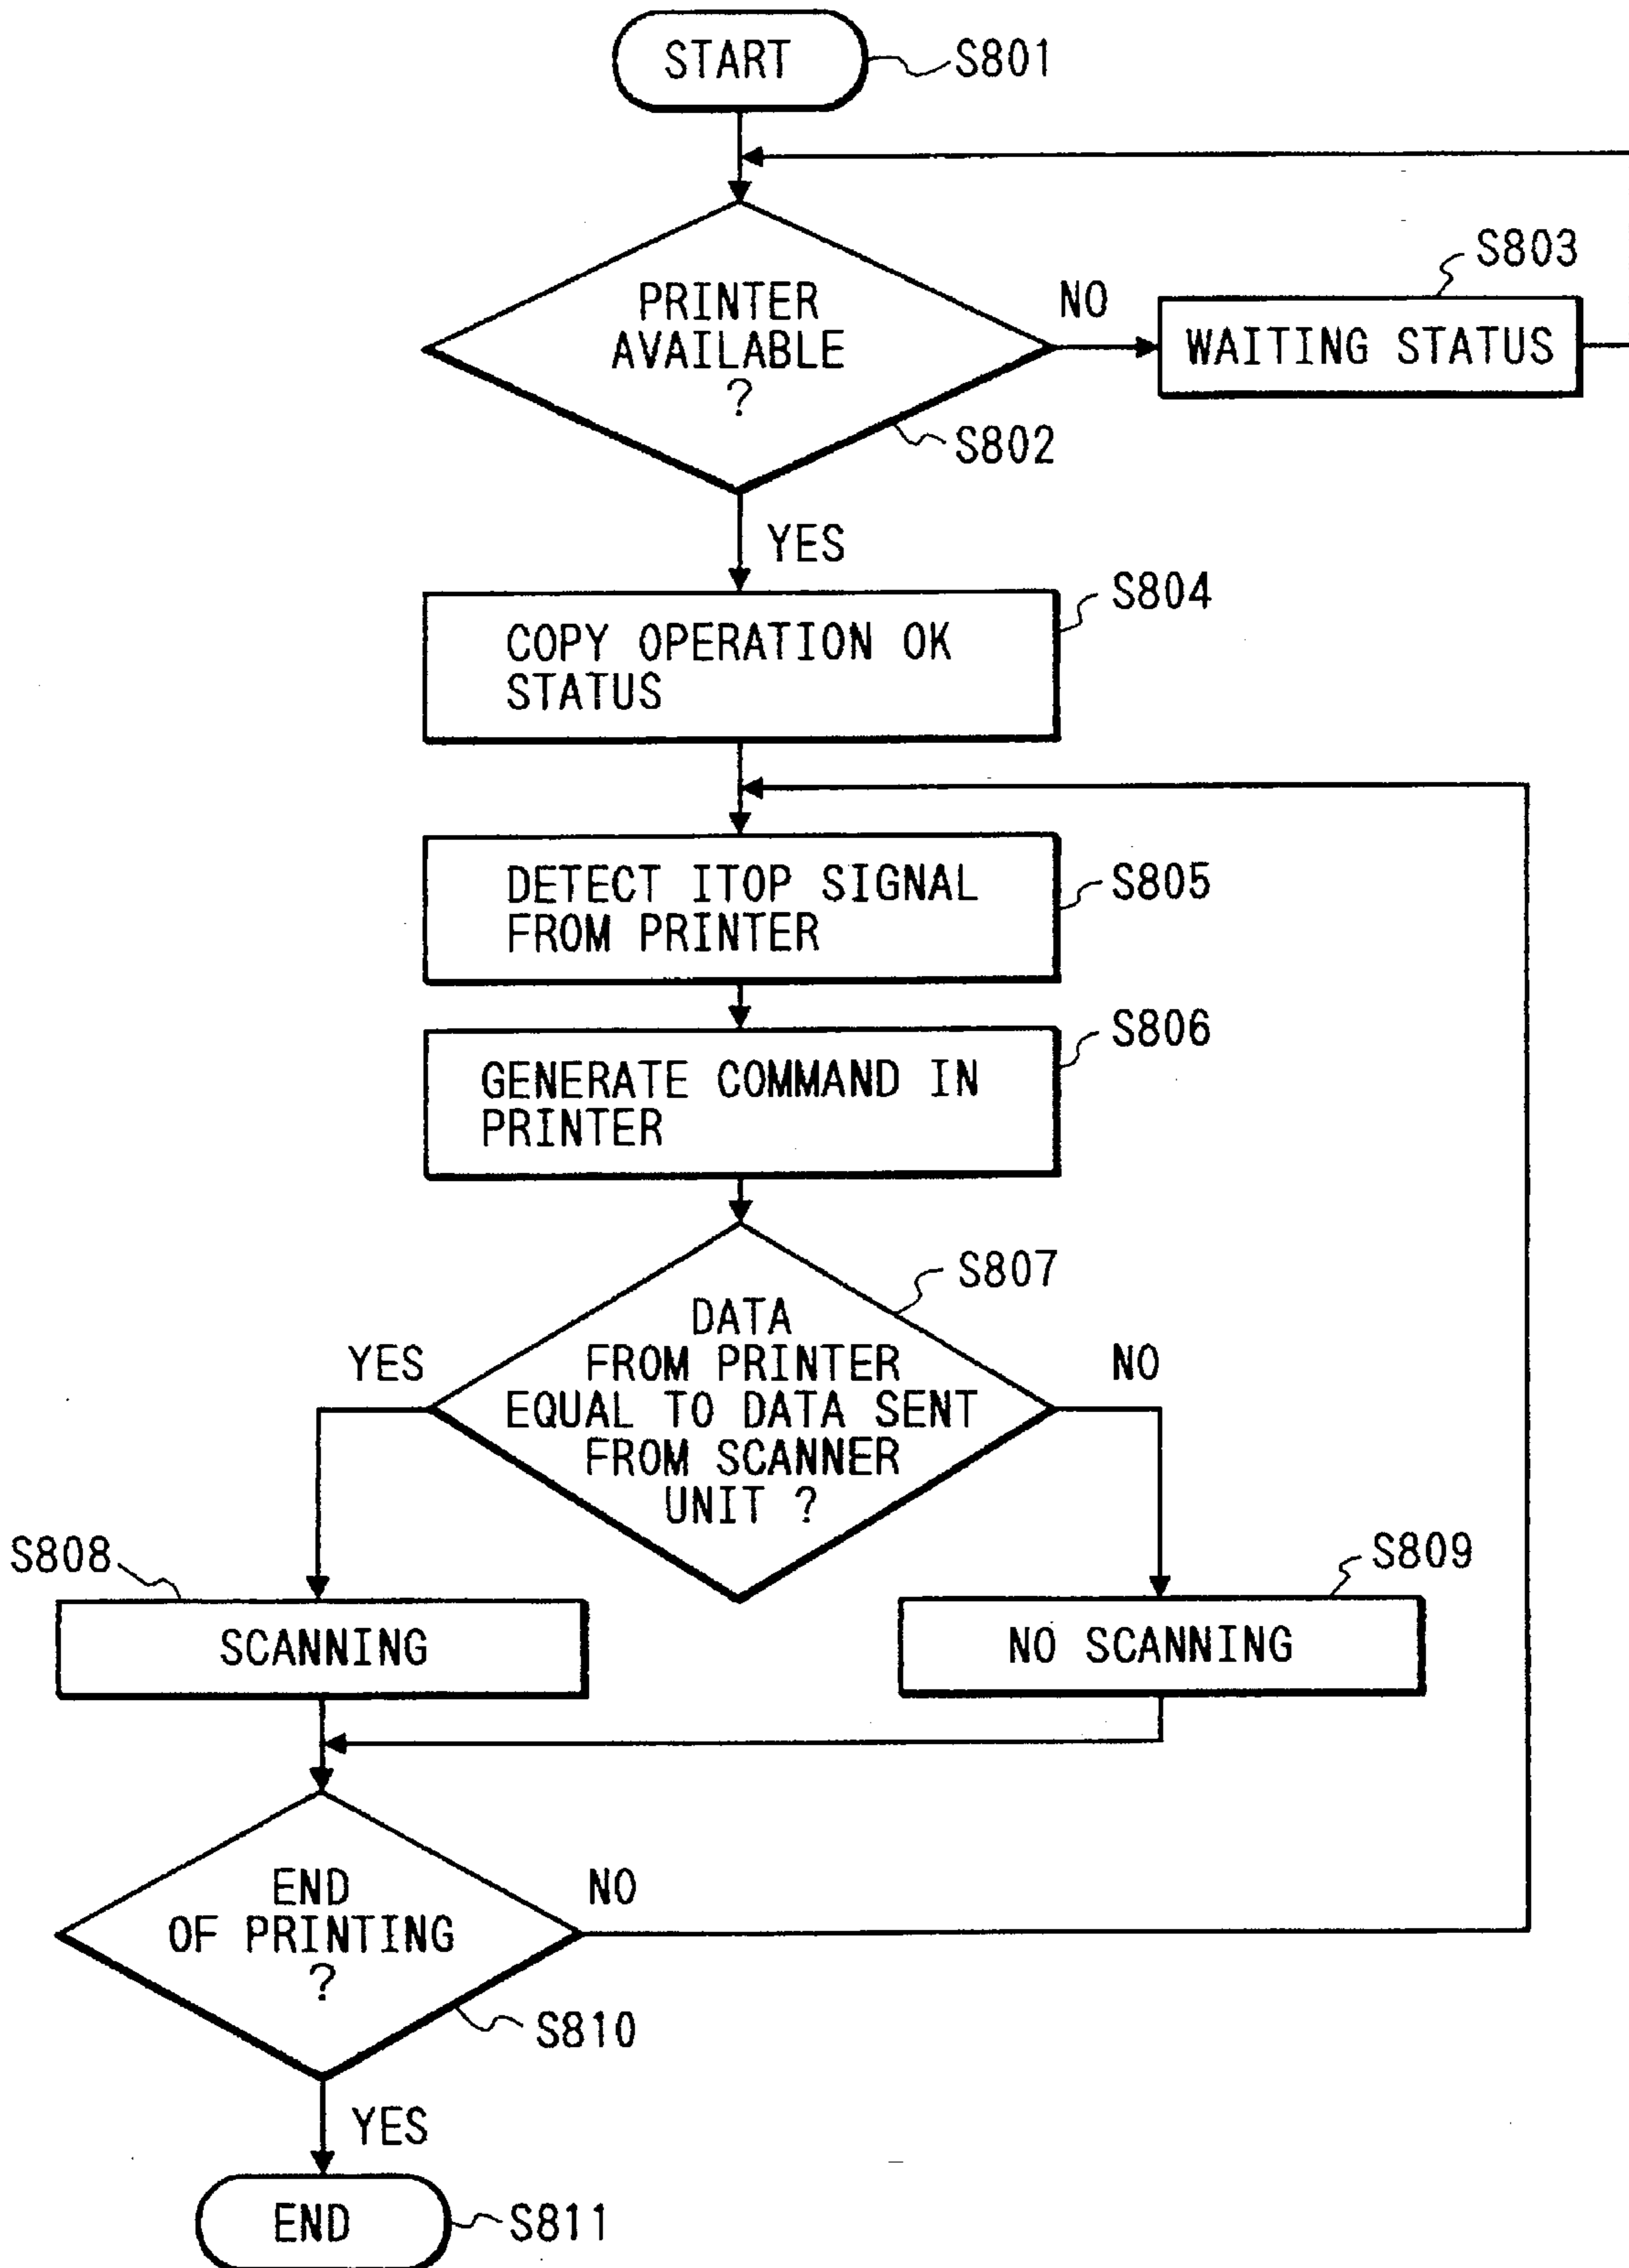 START
S801
S803
PRINTER
AVAILABLE
?
NO
WAITING STATUS
S802
YES
S804
COPY OPERATION OK
STATUS
DETECT ITOP SIGNAL
FROM PRINTER
S805
S806
GENERATE COMMAND IN
PRINTER
S807
DATA
FROM PRINTER
EQUAL TO DATA SENT
FROM SCANNER
UNIT ?
YES
NO
S808
SCANNING
S809
NO SCANNING
END
OF PRINTING
?
NO
S810
YES
END
S811